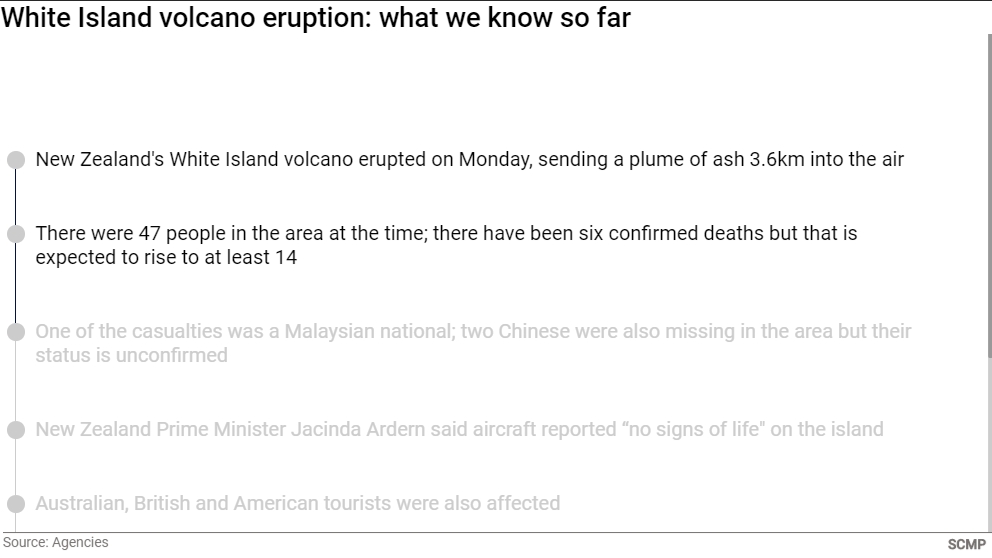 White Island volcano eruption: what we know so far
New Zealand's White Island volcano erupted on Monday, sending a plume of ash 3.6km into the air
There were 47 people in the area at the time; there have been six confirmed deaths but that is
expected to rise to at least 14
One of the casualties was a Malaysian national; two Chinese were also missing in the area but their
status is unconfirmed
New Zealand Prime Minister Jacinda Ardern said aircraft reported “no signs of life" on the island
Australian, British and American tourists were also affected
Source: Agencies
SCMP